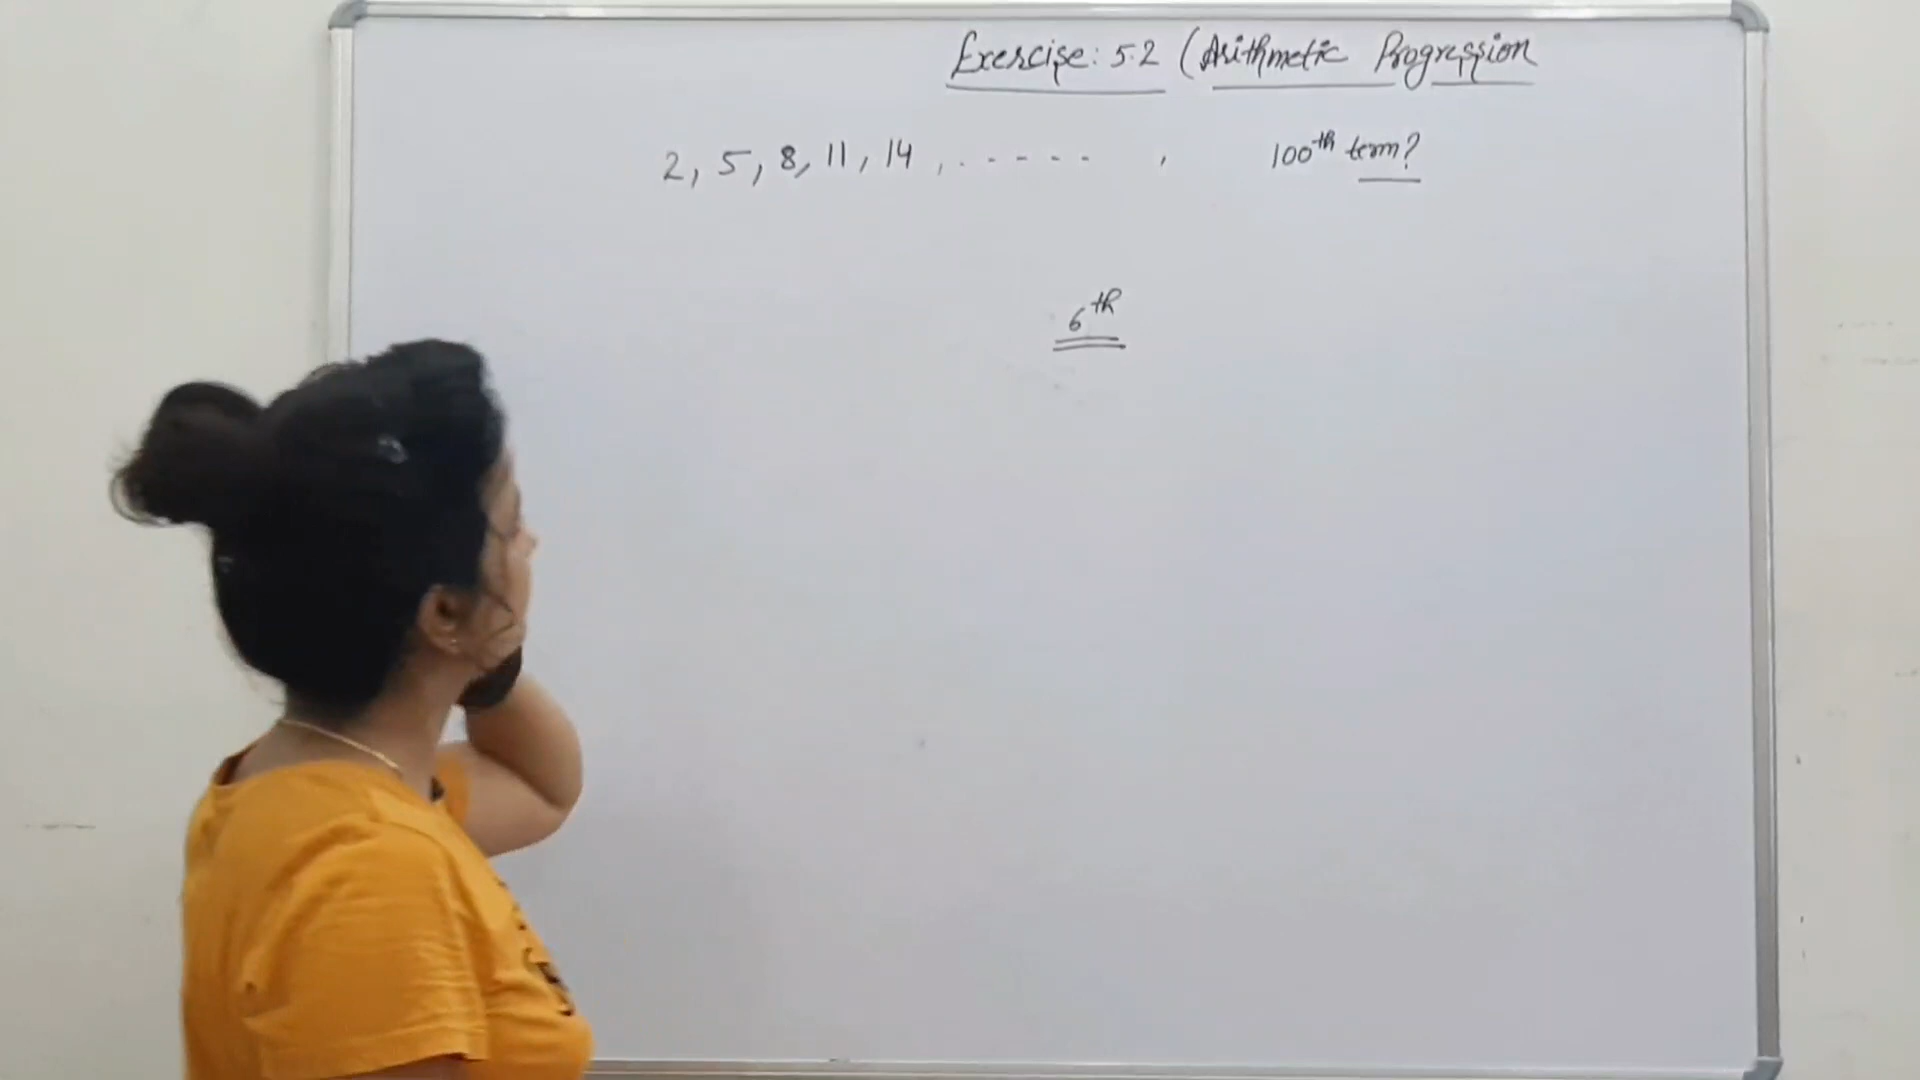 Exercise: 5.2 (Arithmetic Progression
2, 5, 8, 11, 14, . - - - - , 100th term?
6th